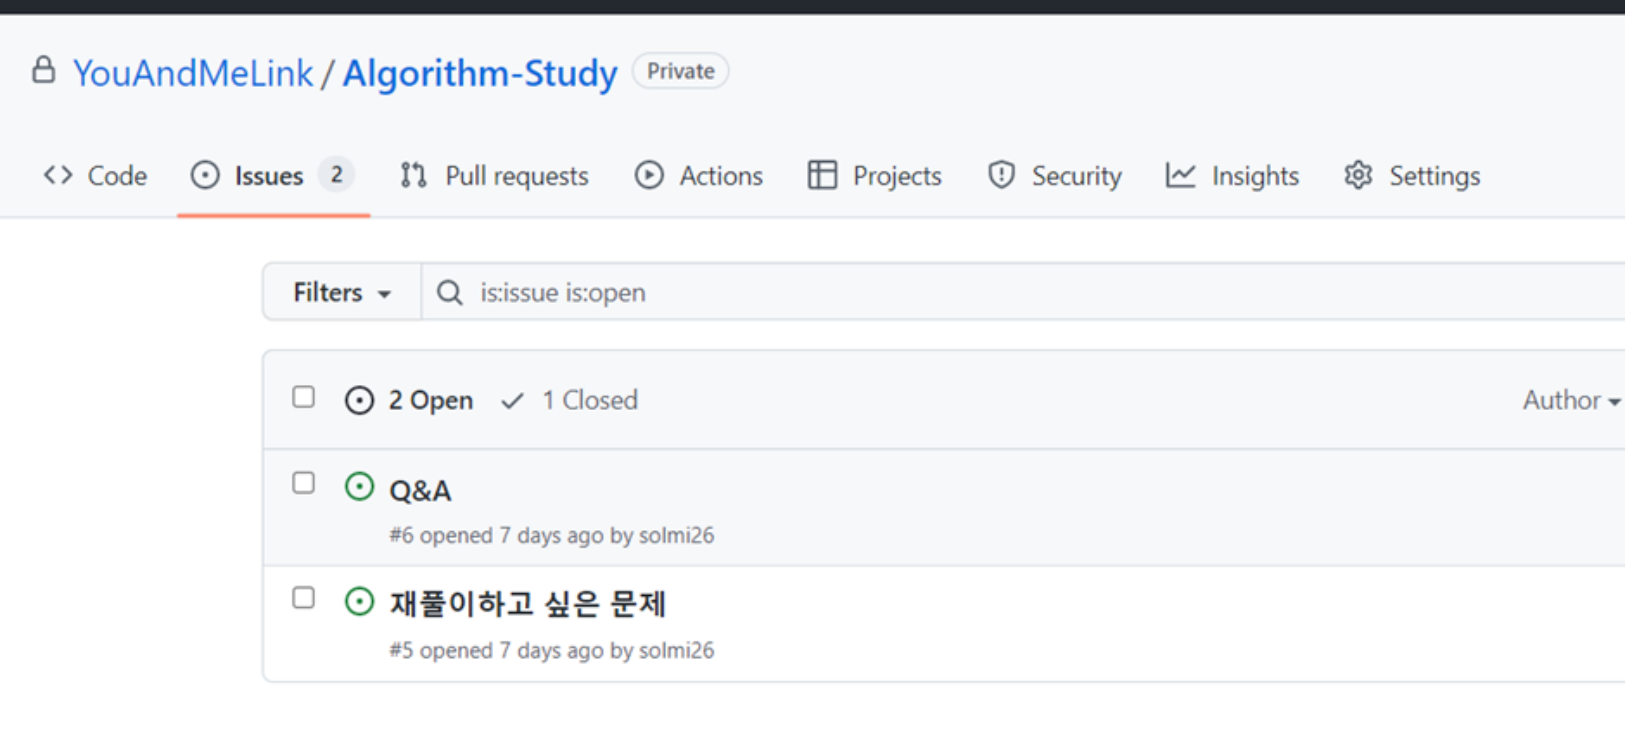 YouAndMeLink / Algorithm-Study Private
Code Issues 2 Pull requests Actions Projects Security Insights Settings
Filters is:issue is:open
2 Open 1 Closed Author
Q&A
#6 opened 7 days ago by solmi26
재풀이하고 싶은 문제
#5 opened 7 days ago by solmi26